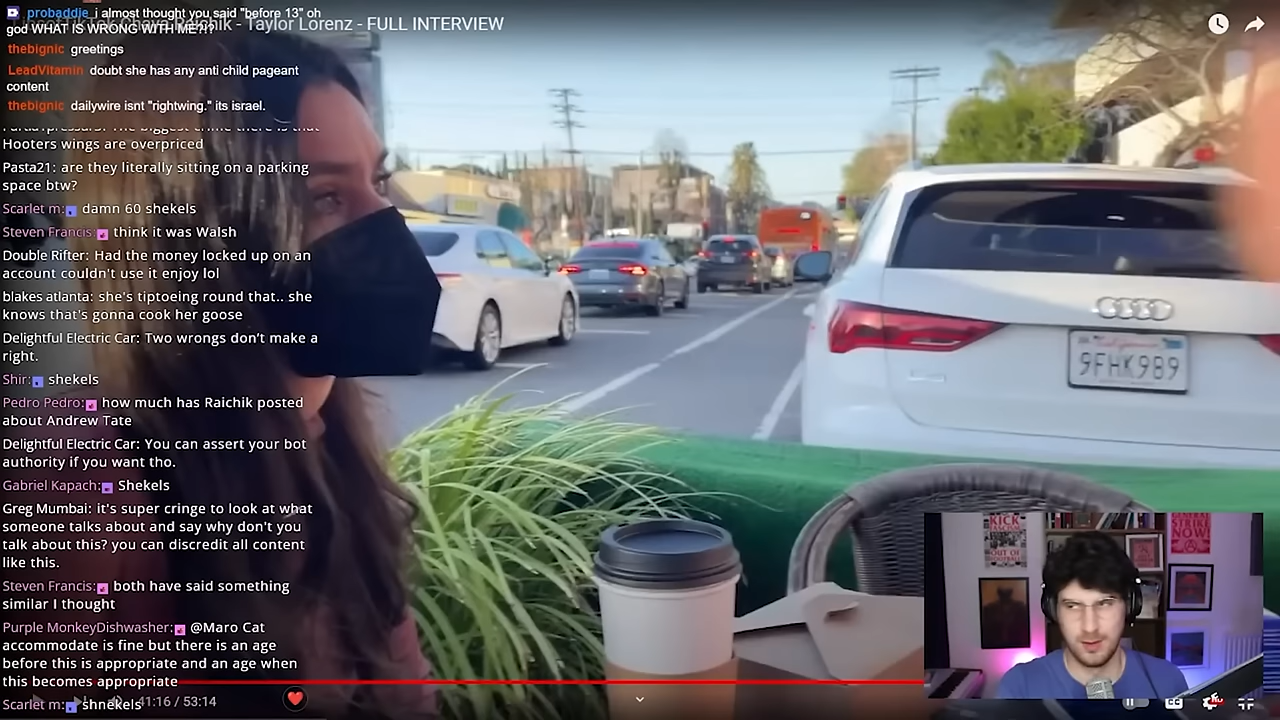 probaddie i almost thought you said "before 13" oh
god WHAT IS WRONG WITH ME?!?
- Taylor Lorenz - FULL INTERVIEW
thebignic greetings
LeadVitamin doubt she has any anti child pageant
content
thebignic dailywire isnt "rightwing." its israel.
Hooters wings are overpriced
Pasta21: are they literally sitting on a parking
space btw?
Scarlet m: damn 60 shekels
Steven Francis: think it was Walsh
Double Rifter: Had the money locked up on an
account couldn't use it enjoy lol
blakes atlanta: she's tiptoeing round that.. she
knows that's gonna cook her goose
Delightful Electric Car: Two wrongs don't make a
right.
Shir: shekels
Pedro Pedro: how much has Raichik posted
about Andrew Tate
Delightful Electric Car: You can assert your bot
authority if you want tho.
Gabriel Kapach: Shekels
Greg Mumbai: it's super cringe to look at what
someone talks about and say why don't you
talk about this? you can discredit all content
like this.
Steven Francis: both have said something
similar I thought
Purple MonkeyDishwasher: @Maro Cat
accommodate is fine but there is an age
before this is appropriate and an age when
this becomes appropriate
Scarlet m: shnekels
41:16 / 53:14
9FHK989
KICK
OUT OF
FOOTBALL
GENERAL
STRIKE
NOW!